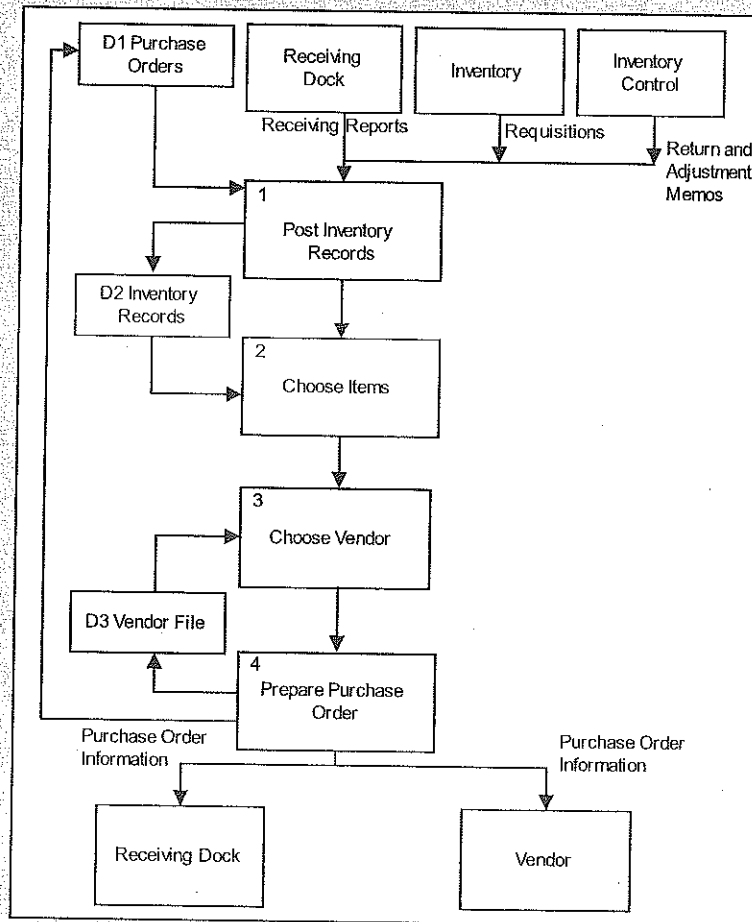 D1 Purchase
Orders
Receiving
Dock
Inventory
Inventory
Control
Receiving Reports
Requisitions
Return and
Adjustment
Memos
1
Post Inventory
Records
D2 Inventory
Records
2
Choose Items
3
Choose Vendor
D3 Vendor File
4
Prepare Purchase
Order
Purchase Order
Information
Purchase Order
Information
Receiving Dock
Vendor